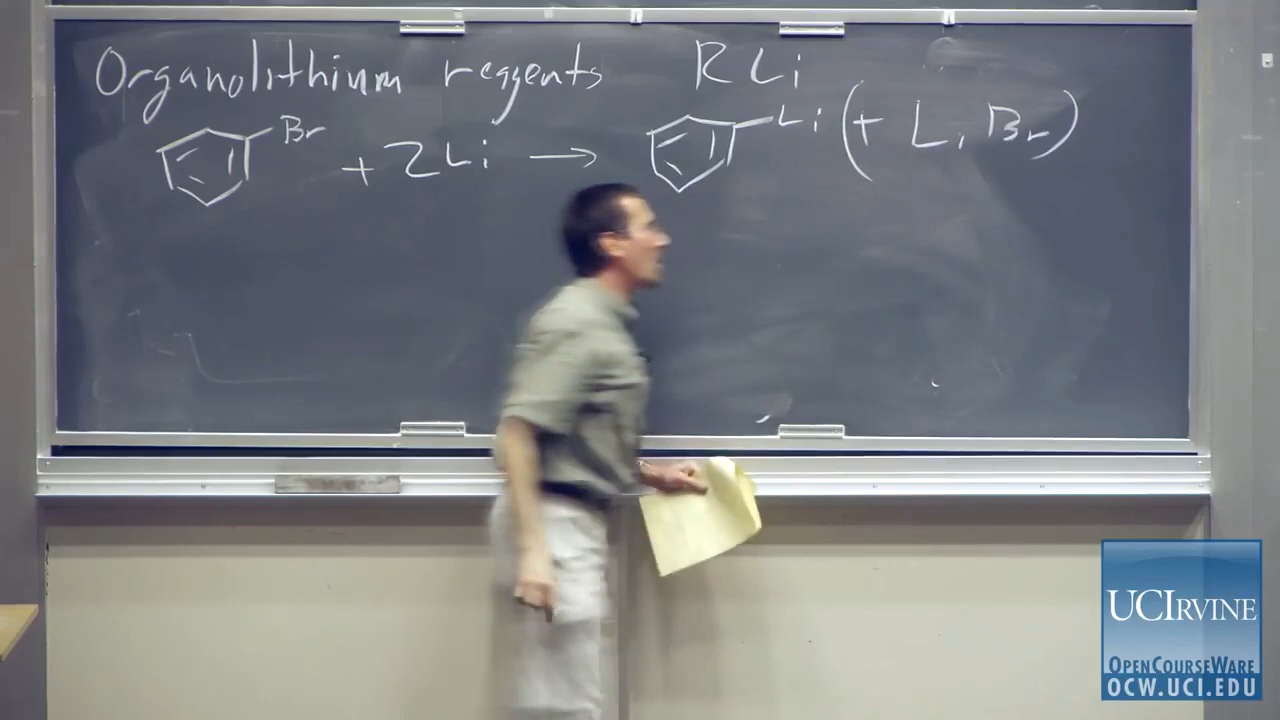 Organolithium reagents RLi
Br + 2Li → Li (+ LiBr)
UCIRVINE
OPENCOURSEWARE
OCW.UCI.EDU